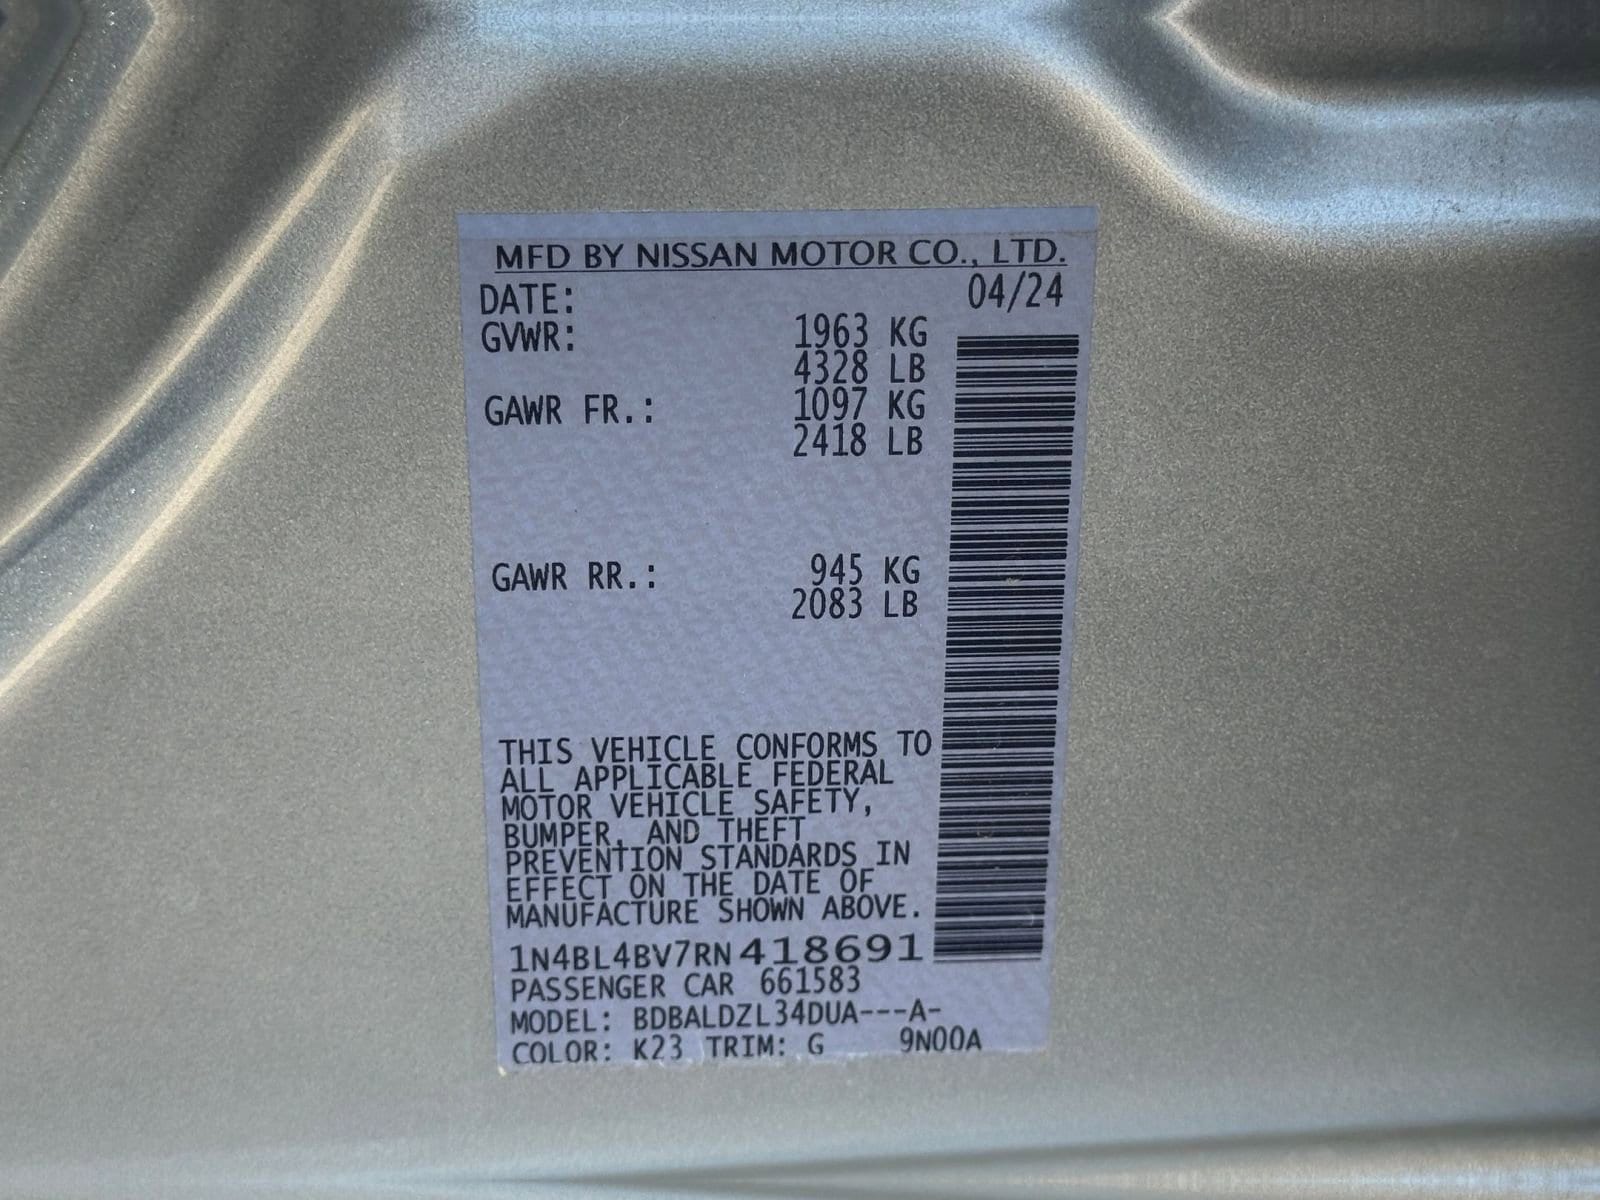 MFD BY NISSAN MOTOR CO., LTD.
DATE: 04/24
GVWR: 1963 KG
4328 LB
GAWR FR.: 1097 KG
2418 LB
GAWR RR.: 945 KG
2083 LB
THIS VEHICLE CONFORMS TO
ALL APPLICABLE FEDERAL
MOTOR VEHICLE SAFETY,
BUMPER, AND THEFT
PREVENTION STANDARDS IN
EFFECT ON THE DATE OF
MANUFACTURE SHOWN ABOVE.
1N4BL4BV7RN418691
PASSENGER CAR 661583
MODEL: BDBALDZL34DUA---A-
COLOR: K23 TRIM: G 9N00A